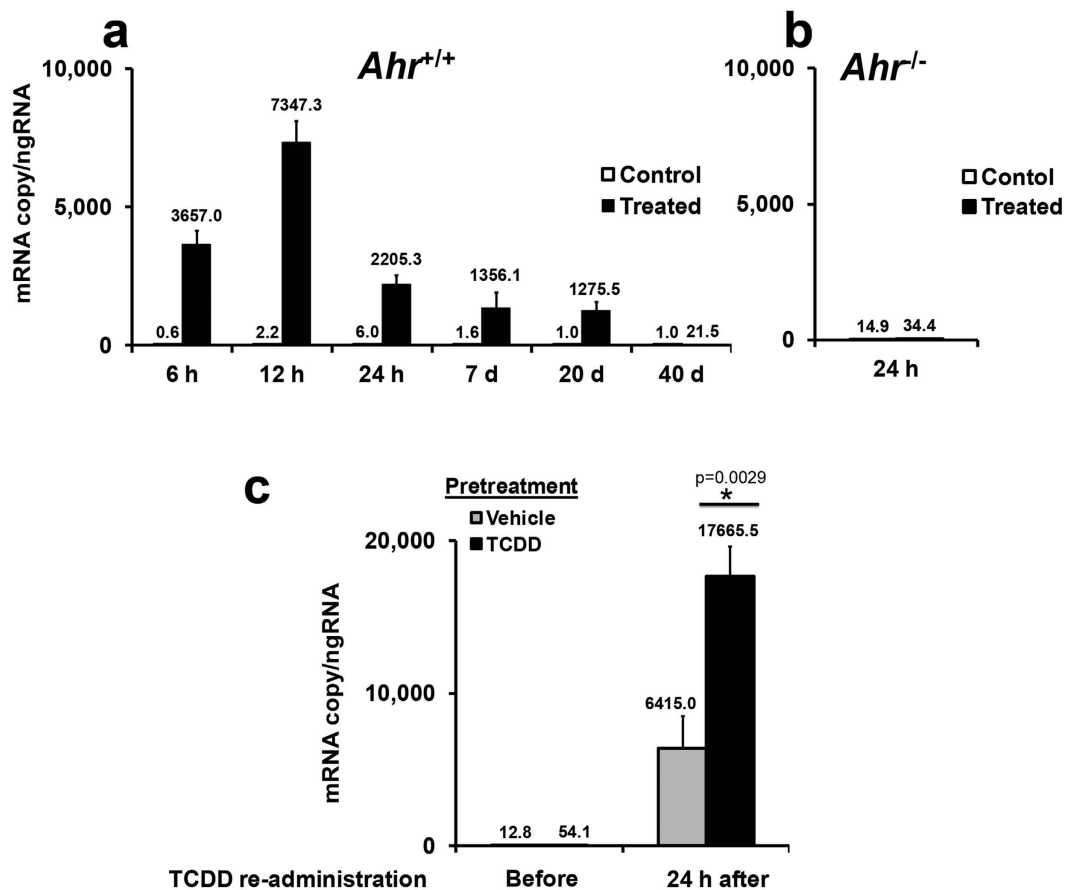 a
Ahr+/+
mRNA copy/ngRNA
10,000
5,000
0
0.6
3657.0
2.2
7347.3
6.0
2205.3
1.6
1356.1
1.0
1275.5
1.0
21.5
Control
Treated
6 h 12 h 24 h 7 d 20 d 40 d
b
Ahr-/-
10,000
5,000
0
Contol
Treated
14.9 34.4
24 h
c
Pretreatment
Vehicle
TCDD
p=0.0029
*
mRNA copy/ngRNA
20,000
10,000
0
12.8 54.1
6415.0
17665.5
TCDD re-administration Before 24 h after